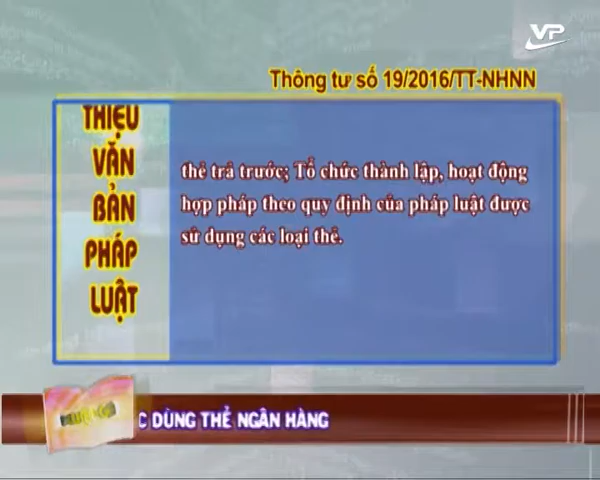 VP
Thông tư số 19/2016/TT-NHNN
THIỆU
VĂN
BẢN
PHÁP
LUẬT
thẻ trả trước; Tổ chức thành lập, hoạt động
hợp pháp theo quy định của pháp luật được
sử dụng các loại thẻ.
C DÙNG THẺ NGÂN HÀNG